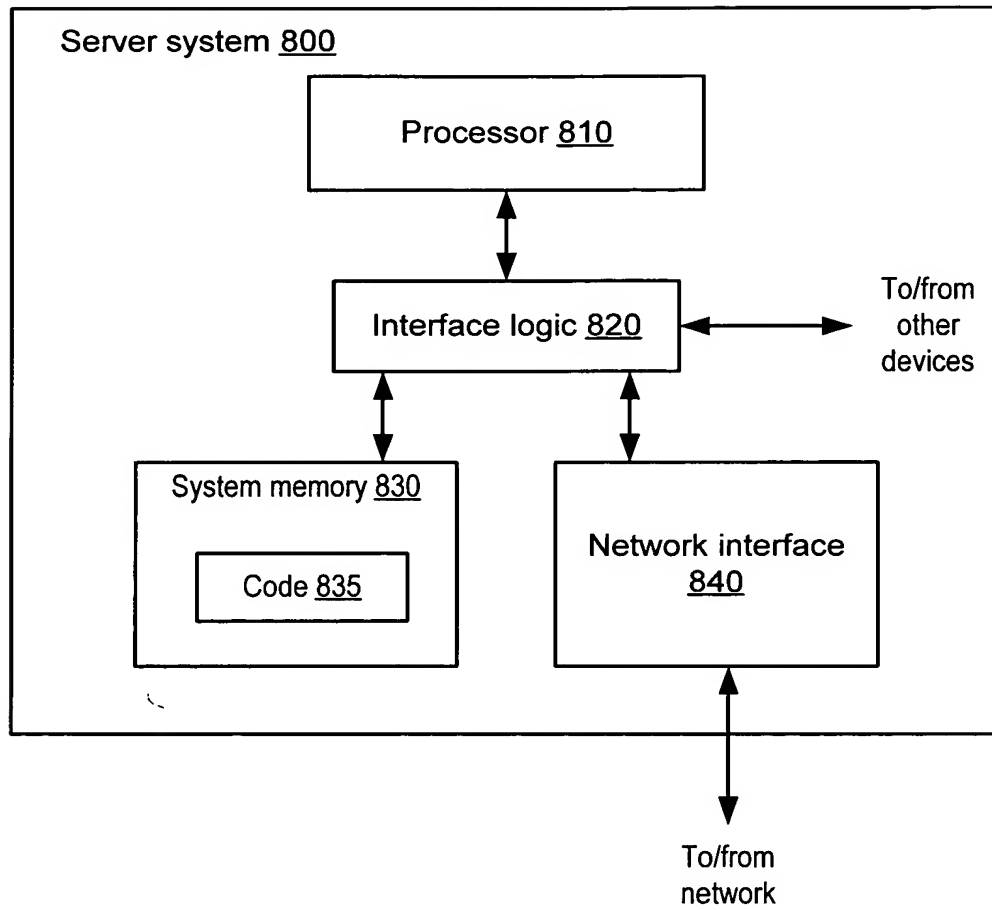 Server system 800
Processor 810
Interface logic 820
To/from
other
devices
System memory 830
Code 835
Network interface
840
To/from
network